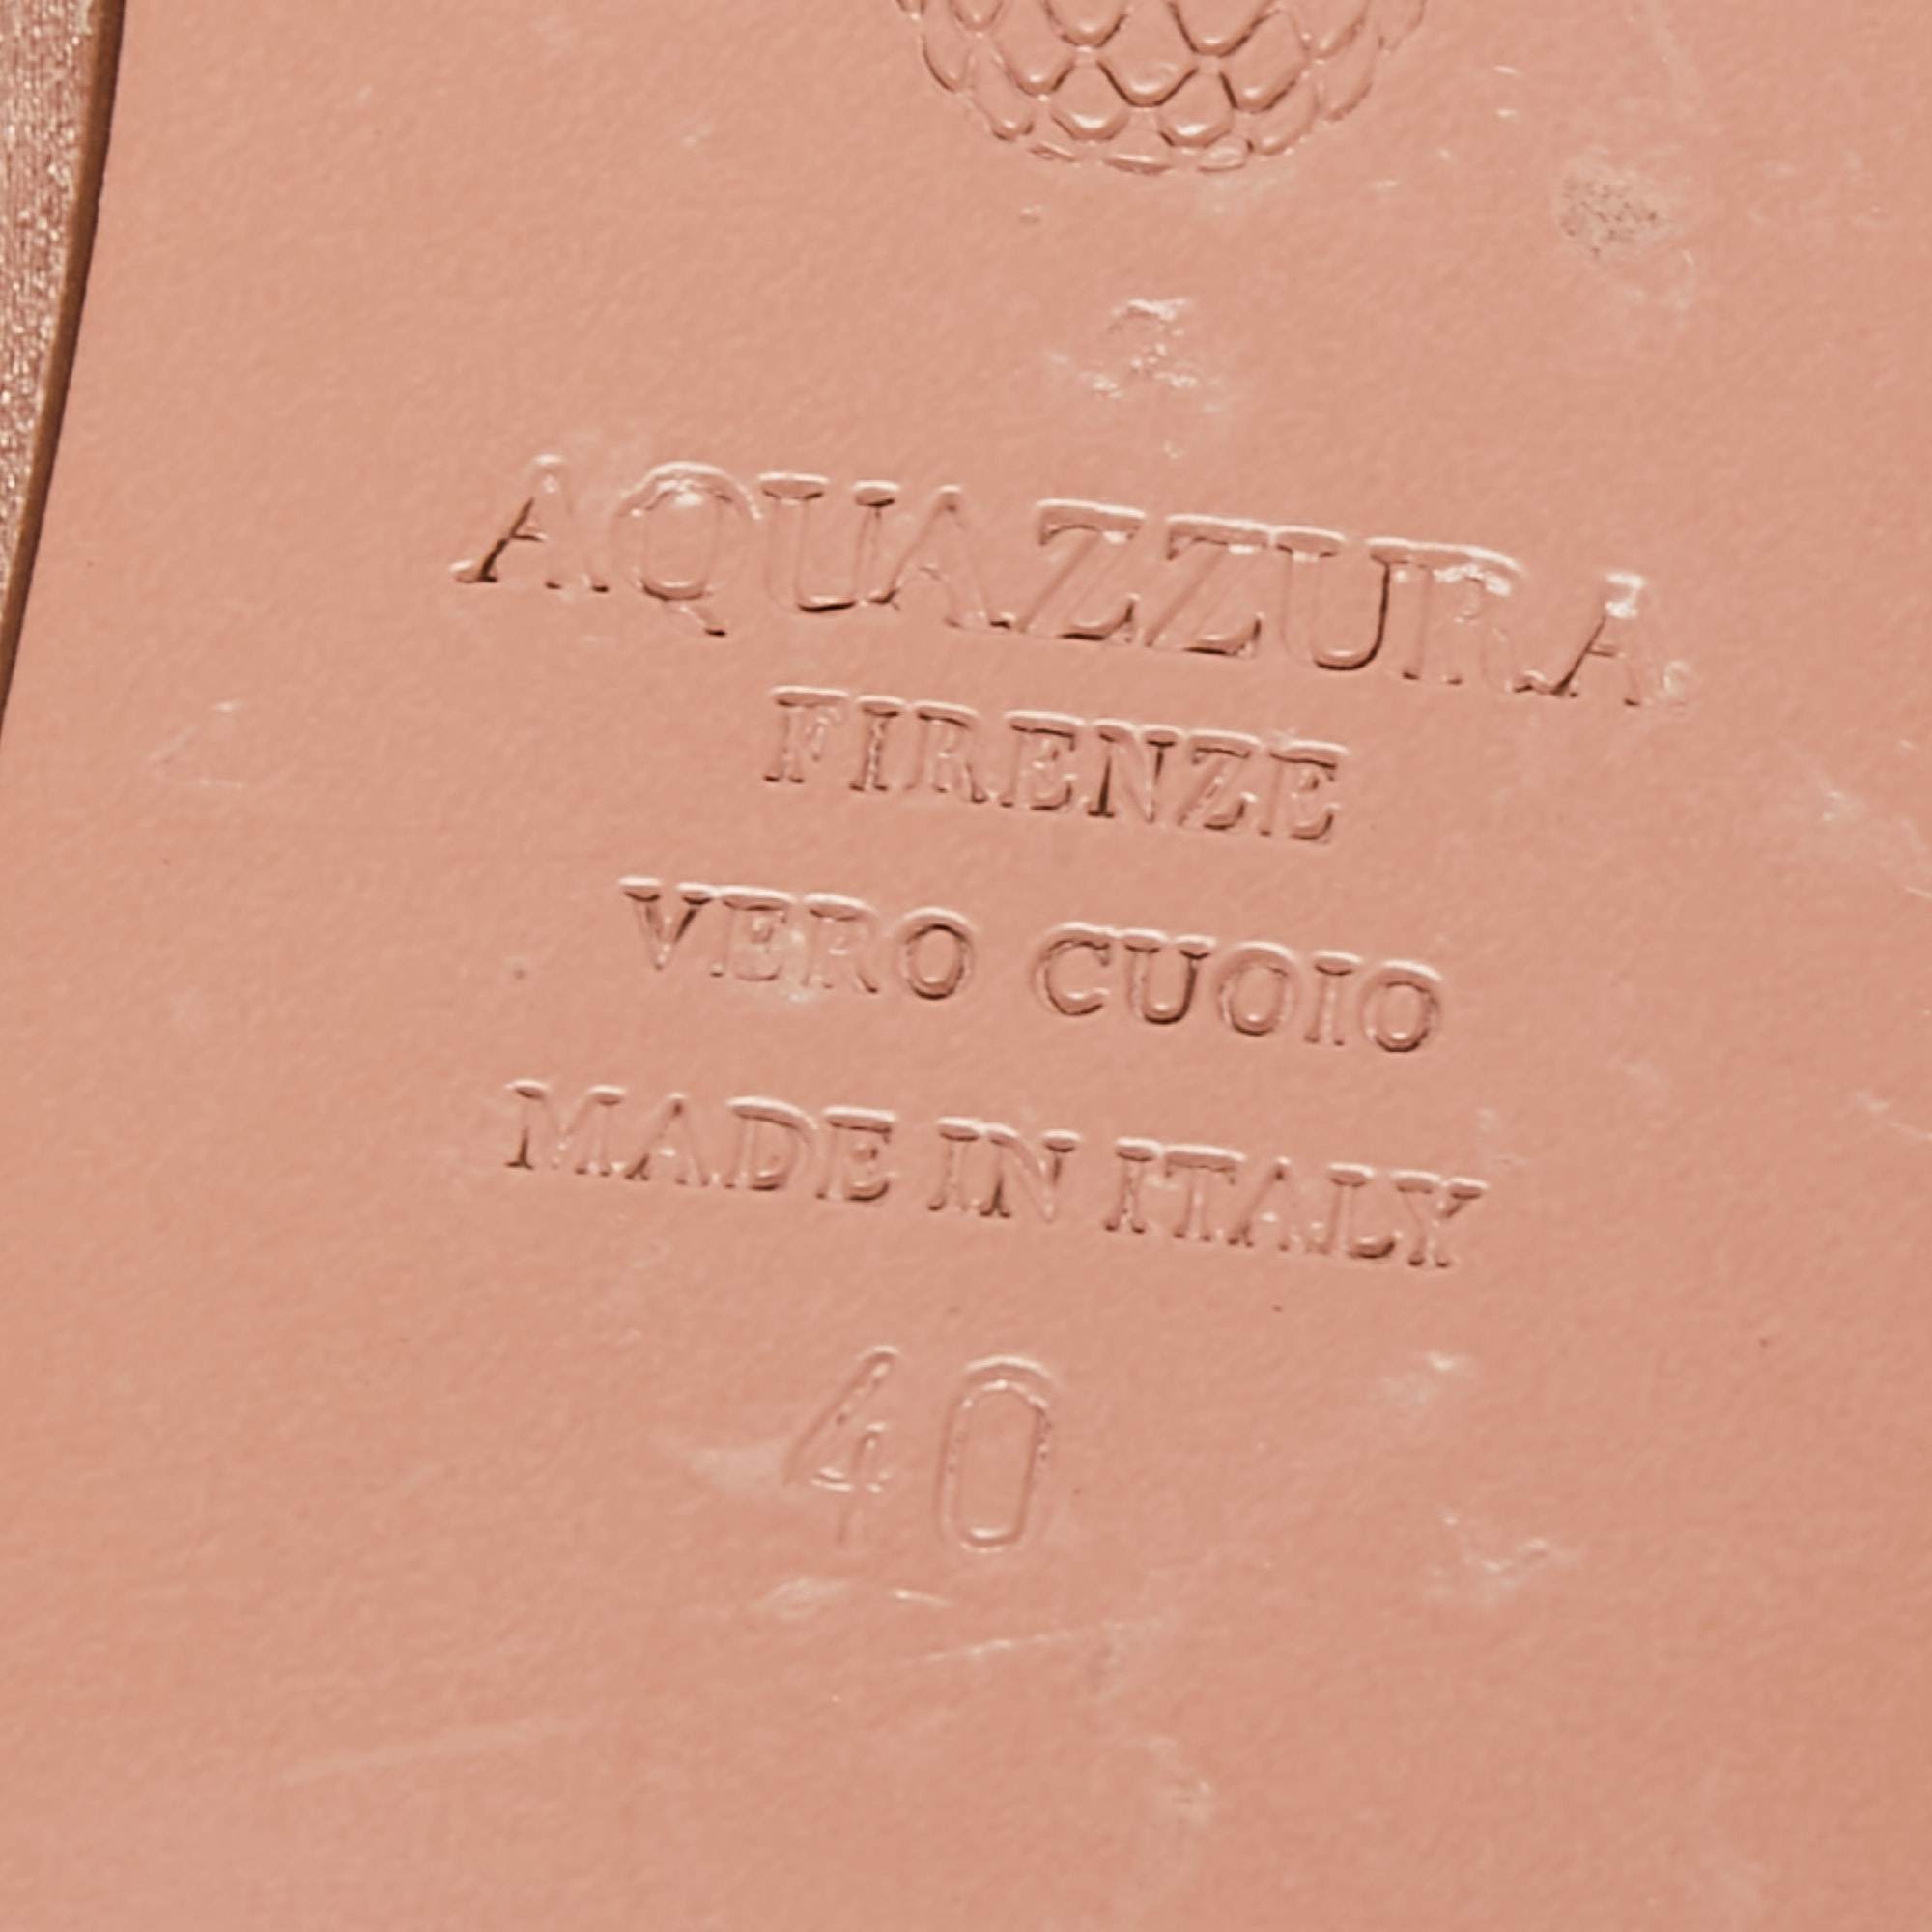 AQUAZZURA
FIRENZE
VERO CUOIO
MADE IN ITALY
40